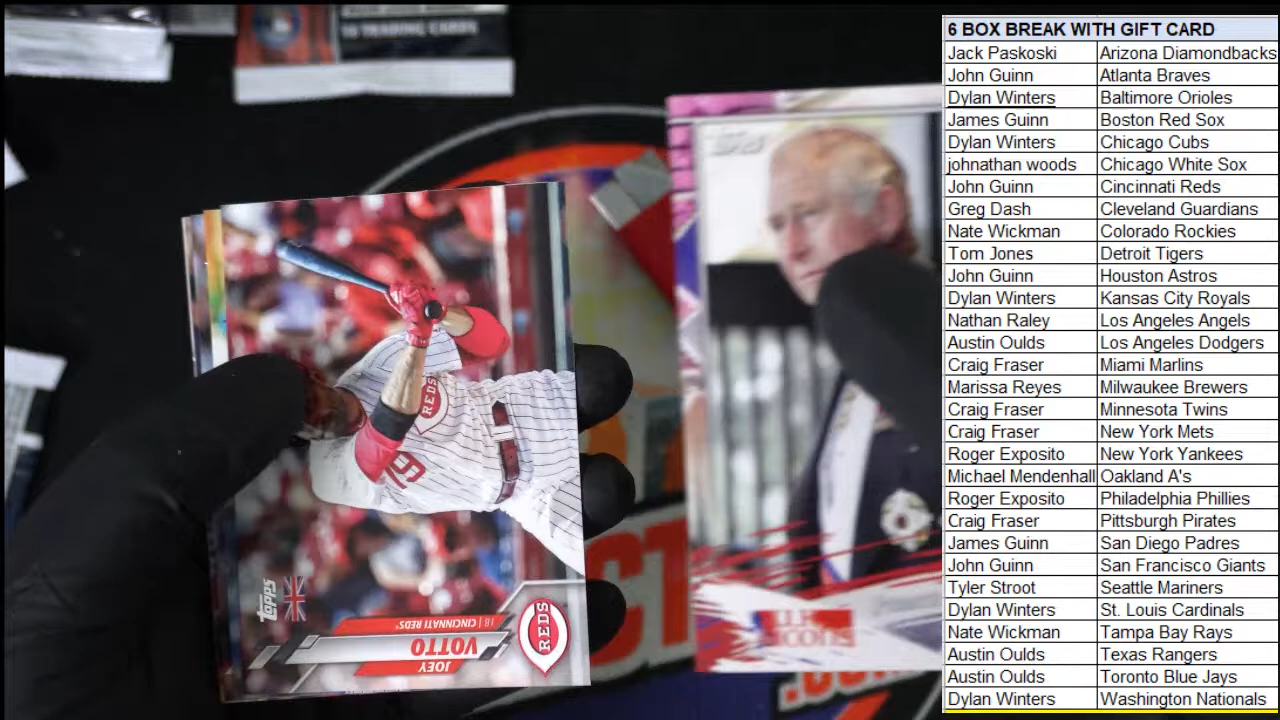 TRADING CARDS
6 BOX BREAK WITH GIFT CARD
Jack Paskoski Arizona Diamondbacks
John Guinn Atlanta Braves
Dylan Winters Baltimore Orioles
James Guinn Boston Red Sox
Dylan Winters Chicago Cubs
johnathan woods Chicago White Sox
John Guinn Cincinnati Reds
Greg Dash Cleveland Guardians
Nate Wickman Colorado Rockies
Tom Jones Detroit Tigers
John Guinn Houston Astros
Dylan Winters Kansas City Royals
Nathan Raley Los Angeles Angels
Austin Oulds Los Angeles Dodgers
Craig Fraser Miami Marlins
Marissa Reyes Milwaukee Brewers
Craig Fraser Minnesota Twins
Craig Fraser New York Mets
Roger Exposito New York Yankees
Michael Mendenhall Oakland A's
Roger Exposito Philadelphia Phillies
Craig Fraser Pittsburgh Pirates
James Guinn San Diego Padres
John Guinn San Francisco Giants
Tyler Stroot Seattle Mariners
Dylan Winters St. Louis Cardinals
Nate Wickman Tampa Bay Rays
Austin Oulds Texas Rangers
Austin Oulds Toronto Blue Jays
Dylan Winters Washington Nationals
REDS
19
Topps
1B | CINCINNATI REDS
JOEY
VOTTO
REDS
Topps
U.K.
ICONS